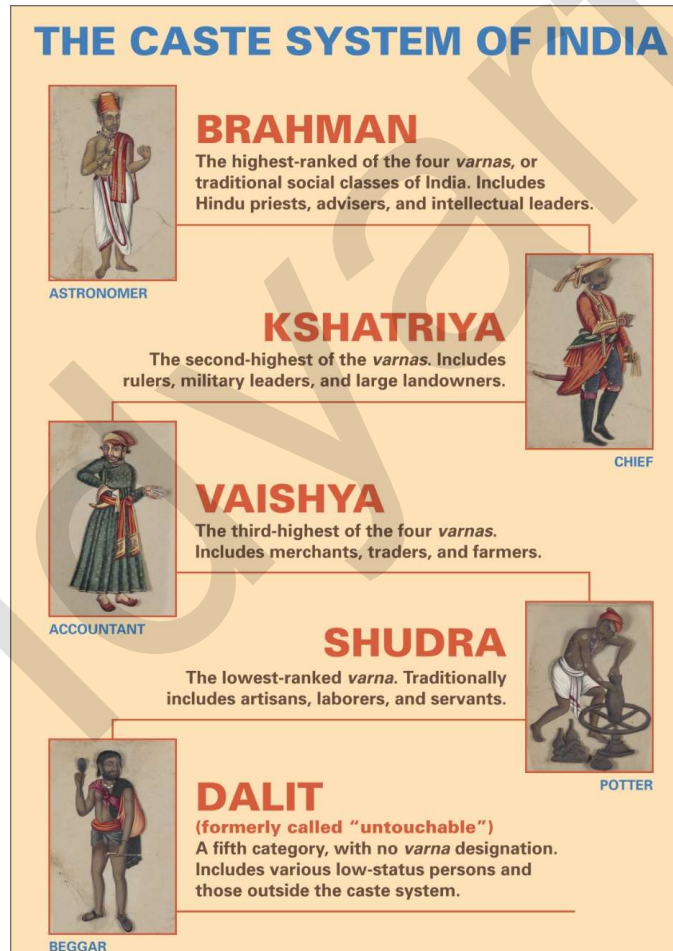 THE CASTE SYSTEM OF INDIA
BRAHMAN
The highest-ranked of the four varnas, or
traditional social classes of India. Includes
Hindu priests, advisers, and intellectual leaders.
ASTRONOMER
KSHATRIYA
The second-highest of the varnas. Includes
rulers, military leaders, and large landowners.
CHIEF
VAISHYA
The third-highest of the four varnas.
Includes merchants, traders, and farmers.
ACCOUNTANT
SHUDRA
The lowest-ranked varna. Traditionally
includes artisans, laborers, and servants.
POTTER
DALIT
(formerly called “untouchable”)
A fifth category, with no varna designation.
Includes various low-status persons and
those outside the caste system.
BEGGAR